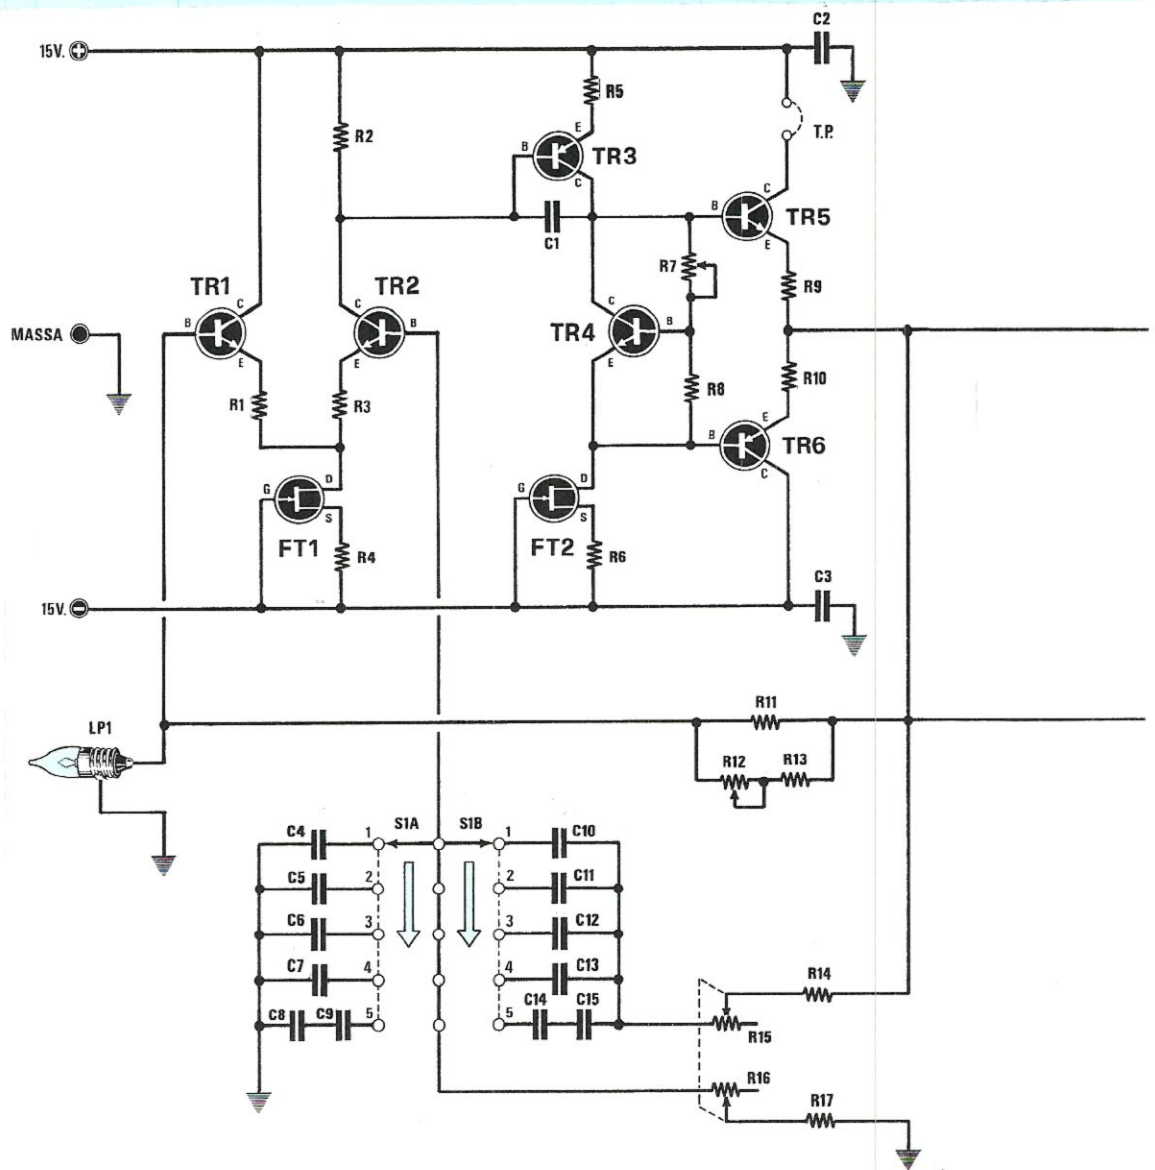 C2
15V. +
R5
T.P.
R2
E
B
TR3
C
C
B
TR5
C1
E
R7
R9
TR1
TR2
C
C
C
MASSA
B
B
TR4
B
E
E
E
R8
R10
R1
R3
E
B
TR6
C
D
D
G
G
S
S
FT1
FT2
R4
R6
C3
15V. -
R11
LP1
R12
R13
S1A
S1B
C4
1
1
C10
C5
2
2
C11
C6
3
3
C12
C7
4
4
C13
R14
C8
C9
5
5
C14
C15
R15
R16
R17